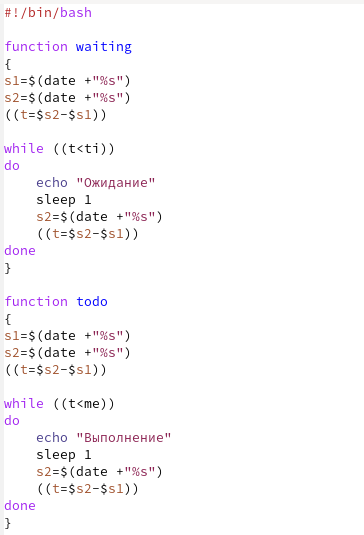 #!/bin/bash
function waiting
{
s1=$(date +"%s")
s2=$(date +"%s")
((t=$s2-$s1))
while ((t<ti))
do
    echo "Ожидание"
    sleep 1
    s2=$(date +"%s")
    ((t=$s2-$s1))
done
}
function todo
{
s1=$(date +"%s")
s2=$(date +"%s")
((t=$s2-$s1))
while ((t<me))
do
    echo "Выполнение"
    sleep 1
    s2=$(date +"%s")
    ((t=$s2-$s1))
done
}